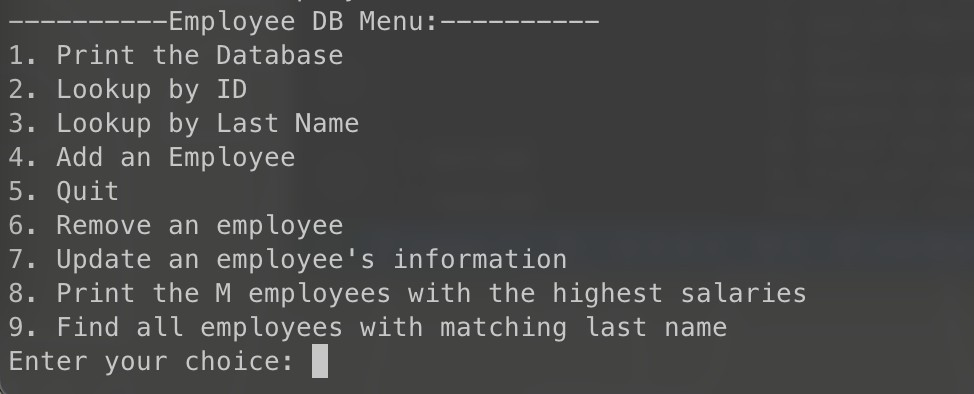 ----------Employee DB Menu:----------
1. Print the Database
2. Lookup by ID
3. Lookup by Last Name
4. Add an Employee
5. Quit
6. Remove an employee
7. Update an employee's information
8. Print the M employees with the highest salaries
9. Find all employees with matching last name
Enter your choice: